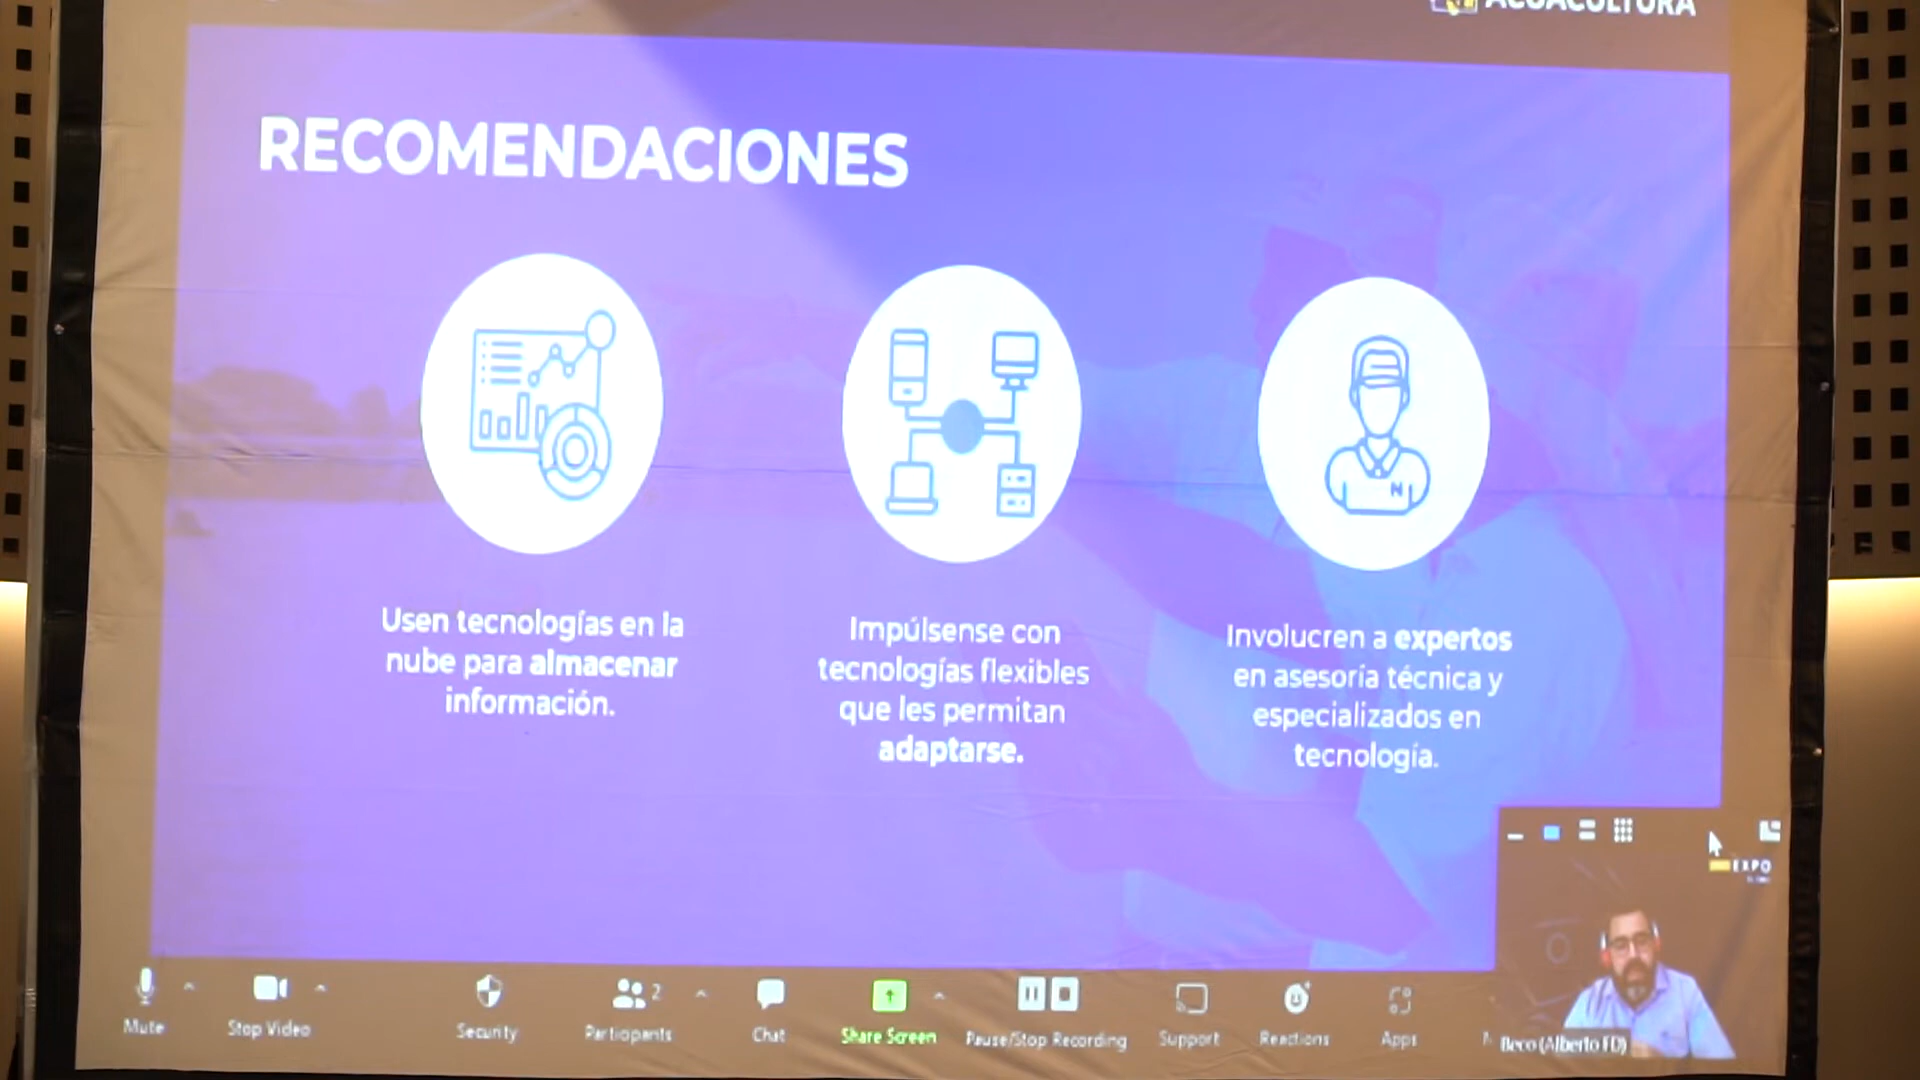 ACUACULTURA
RECOMENDACIONES
Usen tecnologías en la
nube para almacenar
información.
Impúlsense con
tecnologías flexibles
que les permitan
adaptarse.
N
Involucren a expertos
en asesoría técnica y
especializados en
tecnología.
EXPO
Mute
Stop Video
Security
2
Participants
Chat
Share Screen
Pause/Stop Recording
Support
Reactions
Apps
Beco (Alberto FD)